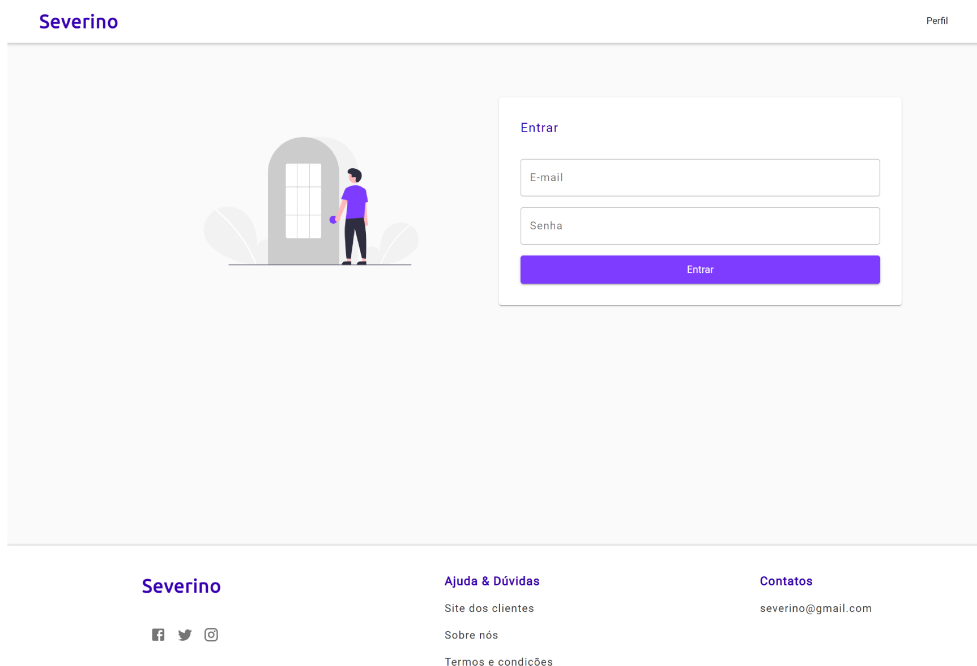 Severino
Perfil
Entrar
E-mail
Senha
Entrar
Severino
Ajuda & Dúvidas
Site dos clientes
Sobre nós
Termos e condicões
Contatos
severino@gmail.com